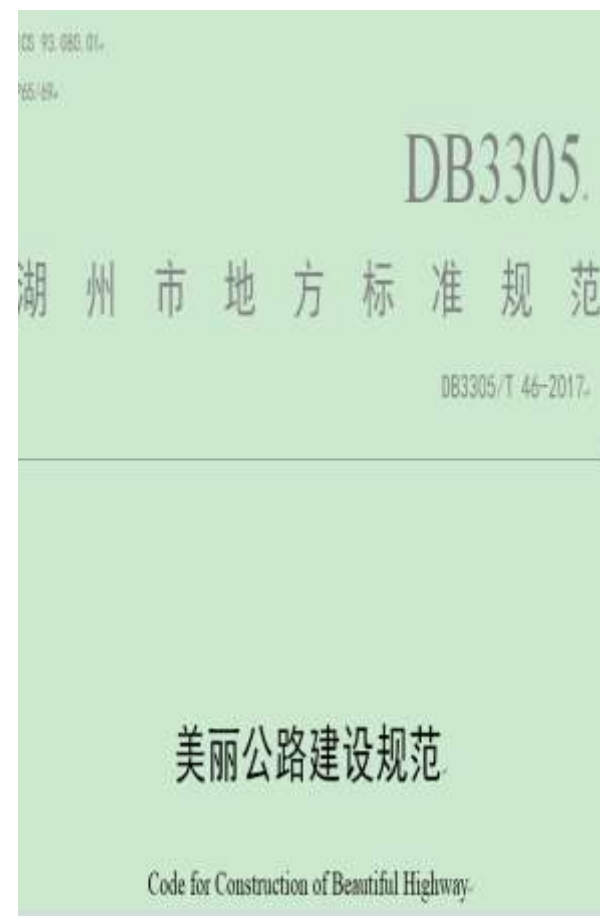 ICS 93.080.01
P65/69
DB3305
湖州市地方标准规范
DB3305/T 46-2017
美丽公路建设规范
Code for Construction of Beautiful Highway